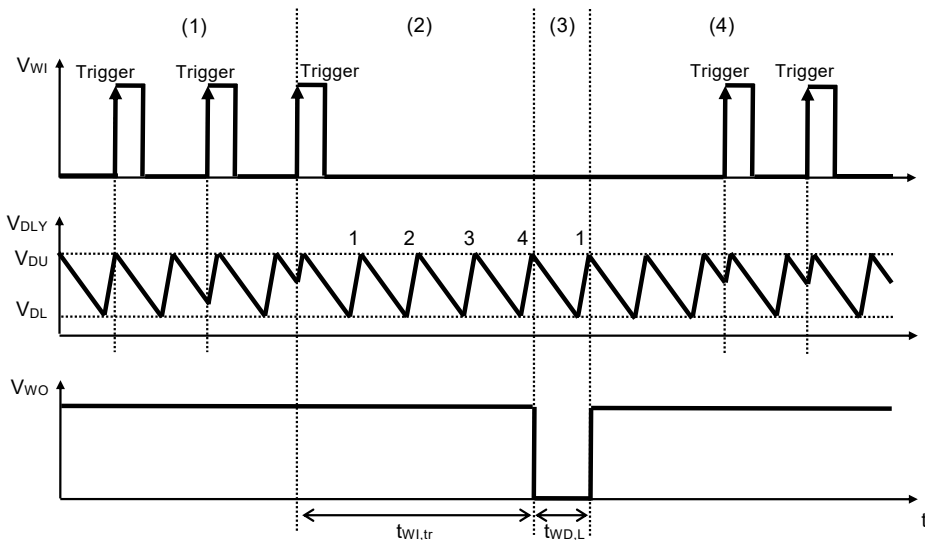 (1) (2) (3) (4)
VWI
Trigger Trigger Trigger Trigger Trigger
VDLY
VDU
1 2 3 4 1
VDL
VWO
t
tWI,tr tWD,L